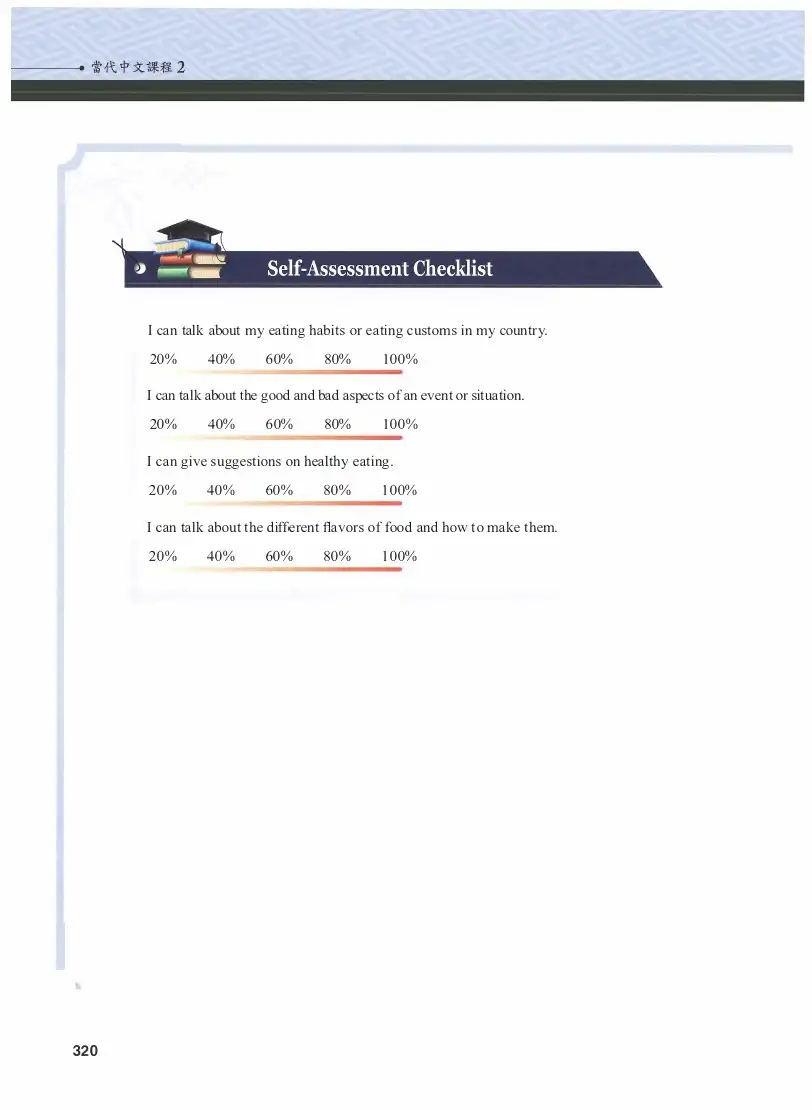 當代中文課程 2
Self-Assessment Checklist
I can talk about my eating habits or eating customs in my country.
20% 40% 60% 80% 100%
I can talk about the good and bad aspects of an event or situation.
20% 40% 60% 80% 100%
I can give suggestions on healthy eating.
20% 40% 60% 80% 100%
I can talk about the different flavors of food and how to make them.
20% 40% 60% 80% 100%
320